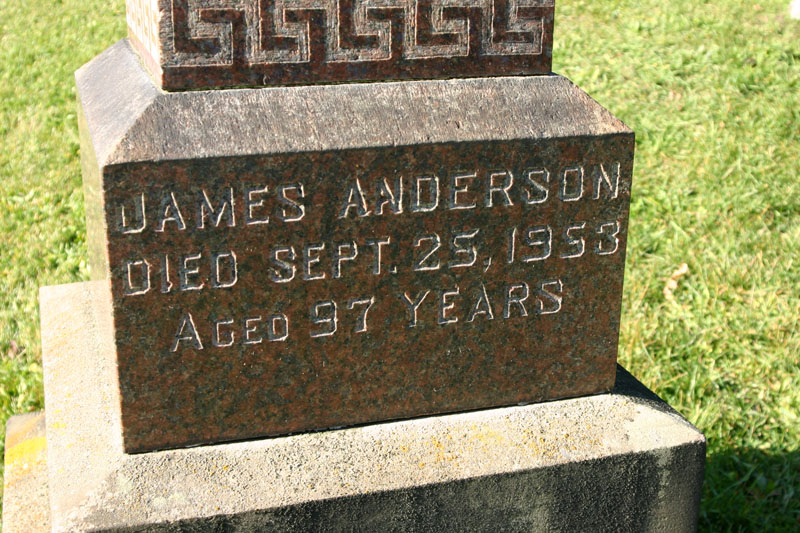 JAMES ANDERSON
DIED SEPT. 25, 1953
AGED 97 YEARS